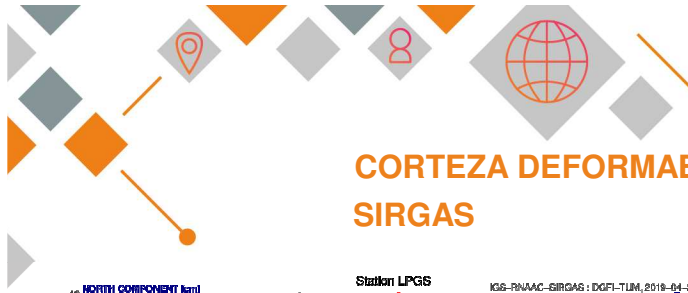 CORTEZA DEFORMAB
SIRGAS
Station LPGS
IGS-RNAAC-SIRGAS : DGFI-TUM, 2019-04-
NORTH COMPONENT [cm]